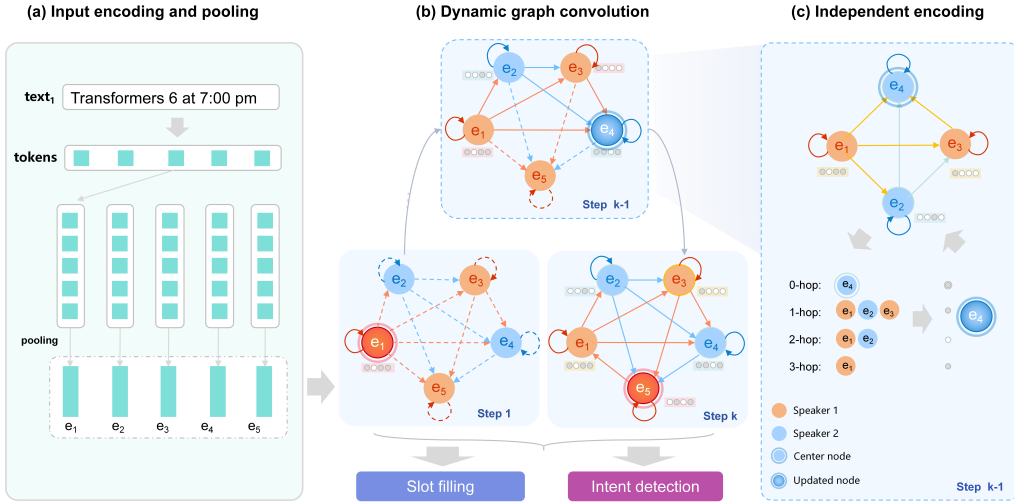 (a) Input encoding and pooling
text1
Transformers 6 at 7:00 pm
tokens
pooling
e1 e2 e3 e4 e5
(b) Dynamic graph convolution
e2 e3
e1 e4
e5
Step k-1
e2 e3
e1 e4
e5
Step 1
e2 e3
e1 e4
e5
Step k
Slot filling
Intent detection
(c) Independent encoding
e4
e1 e3
e2
0-hop: e4
1-hop: e1 e2 e3
2-hop: e1 e2
3-hop: e1
e4
Speaker 1
Speaker 2
Center node
Updated node
Step k-1